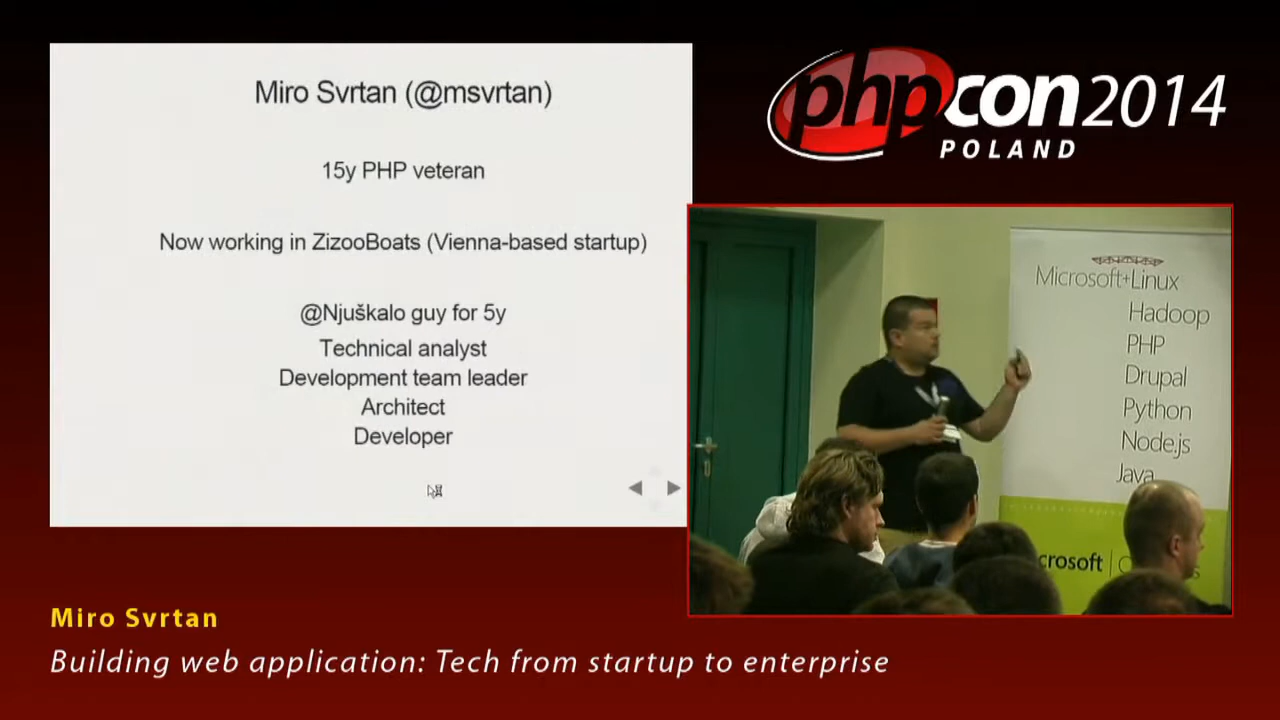 Miro Svrtan (@msvrtan)
15y PHP veteran
Now working in ZizooBoats (Vienna-based startup)
@Njuškalo guy for 5y
Technical analyst
Development team leader
Architect
Developer
phpcon2014
POLAND
Microsoft+Linux
Hadoop
PHP
Drupal
Python
Node.js
Java
crosoft |
Miro Svrtan
Building web application: Tech from startup to enterprise